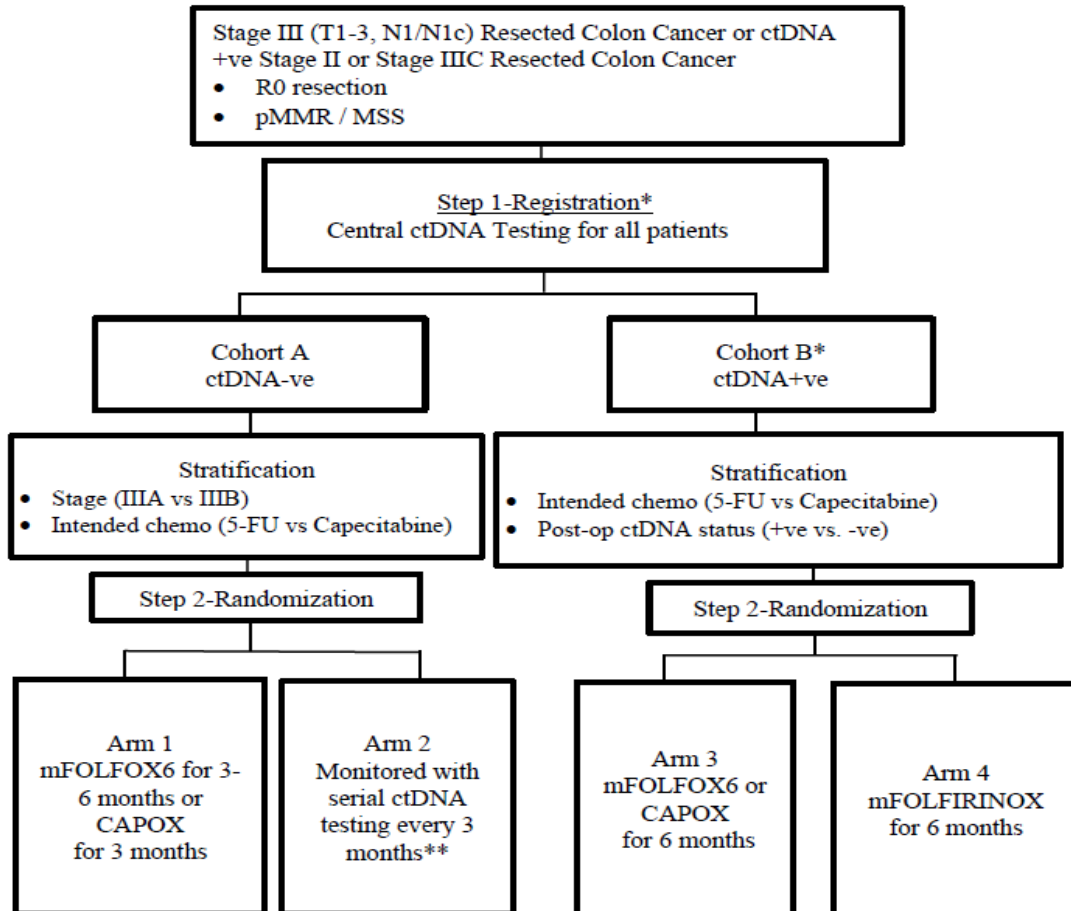 Stage III (T1-3, N1/N1c) Resected Colon Cancer or ctDNA
+ve Stage II or Stage IIIC Resected Colon Cancer
• R0 resection
• pMMR / MSS
Step 1-Registration*
Central ctDNA Testing for all patients
Cohort A
ctDNA-ve
Cohort B*
ctDNA+ve
Stratification
• Stage (IIIA vs IIIB)
• Intended chemo (5-FU vs Capecitabine)
Stratification
• Intended chemo (5-FU vs Capecitabine)
• Post-op ctDNA status (+ve vs. -ve)
Step 2-Randomization
Step 2-Randomization
Arm 1
mFOLFOX6 for 3-
6 months or
CAPOX
for 3 months
Arm 2
Monitored with
serial ctDNA
testing every 3
months**
Arm 3
mFOLFOX6 or
CAPOX
for 6 months
Arm 4
mFOLFIRINOX
for 6 months